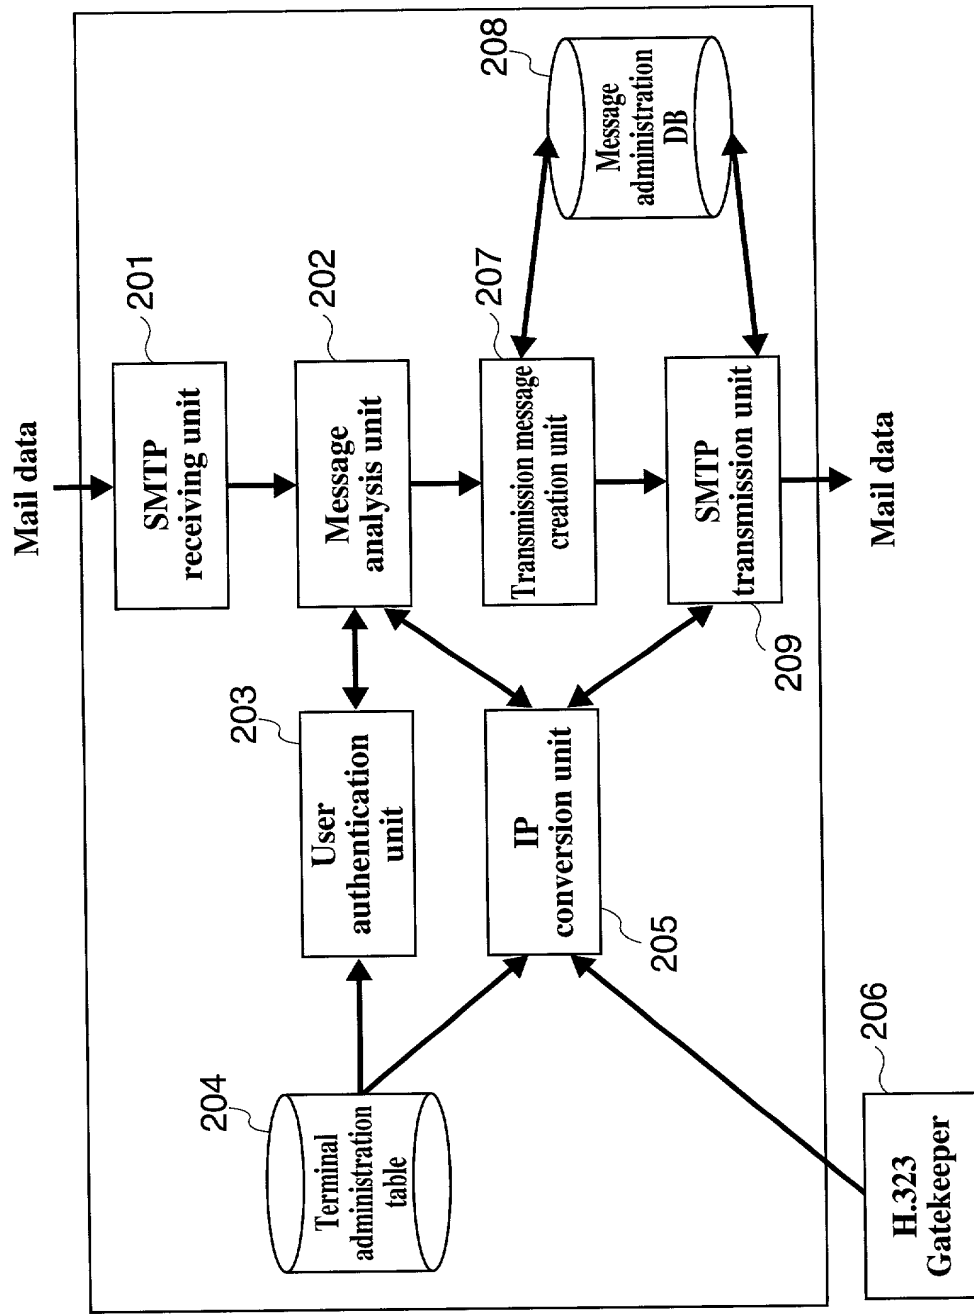 Mail data
201
SMTP
receiving unit
202
Message
analysis unit
203
User
authentication
unit
204
Terminal
administration
table
IP
conversion unit
205
206
H.323
Gatekeeper
207
Transmission message
creation unit
208
Message
administration
DB
SMTP
transmission unit
209
Mail data